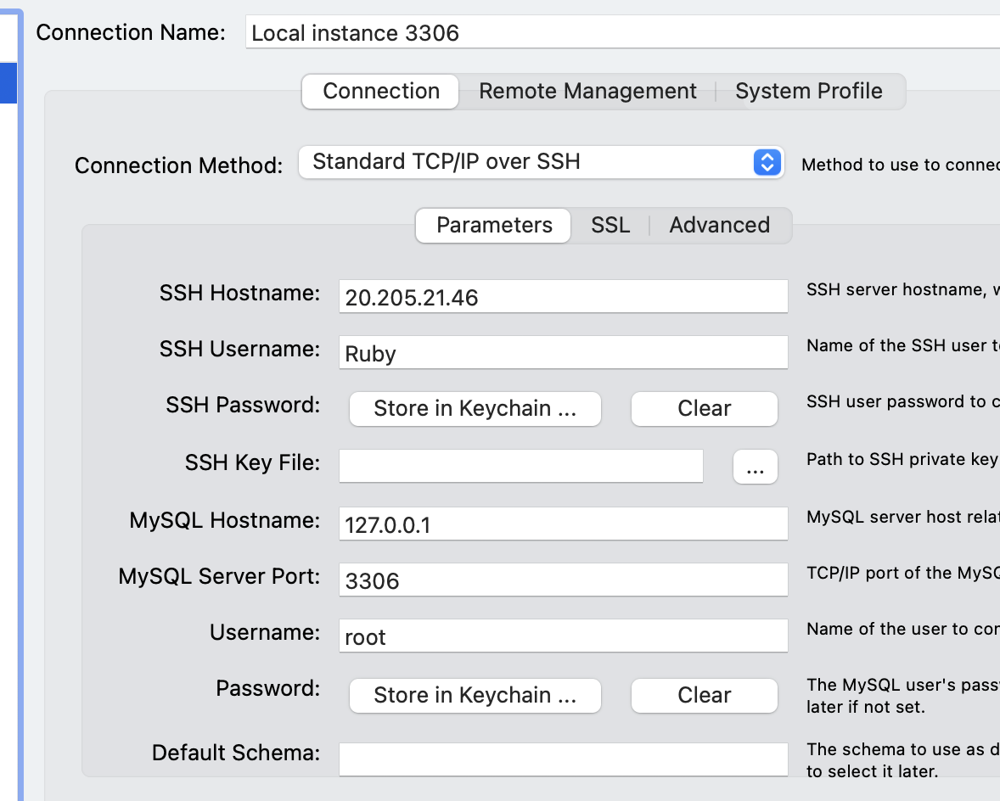 Connection Name: Local instance 3306
Connection Remote Management System Profile
Connection Method: Standard TCP/IP over SSH Method to use to connec
Parameters SSL Advanced
SSH Hostname: 20.205.21.46 SSH server hostname, w
SSH Username: Ruby Name of the SSH user to
SSH Password: Store in Keychain ... Clear SSH user password to c
SSH Key File: ... Path to SSH private key
MySQL Hostname: 127.0.0.1 MySQL server host relat
MySQL Server Port: 3306 TCP/IP port of the MySQ
Username: root Name of the user to con
Password: Store in Keychain ... Clear The MySQL user's passw
later if not set.
Default Schema: The schema to use as d
to select it later.